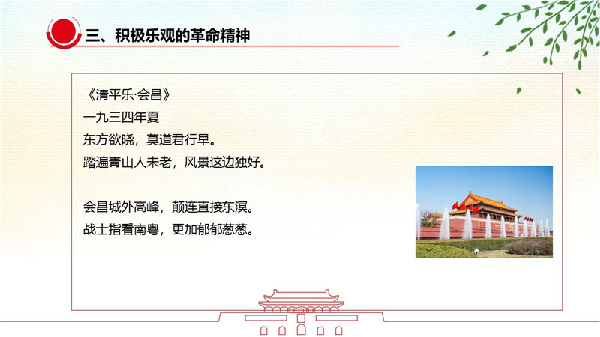 三、积极乐观的革命精神
《清平乐·会昌》
一九三四年夏
东方欲晓，莫道君行早。
踏遍青山人未老，风景这边独好。
会昌城外高峰，颠连直接东溟。
战士指看南粤，更加郁郁葱葱。